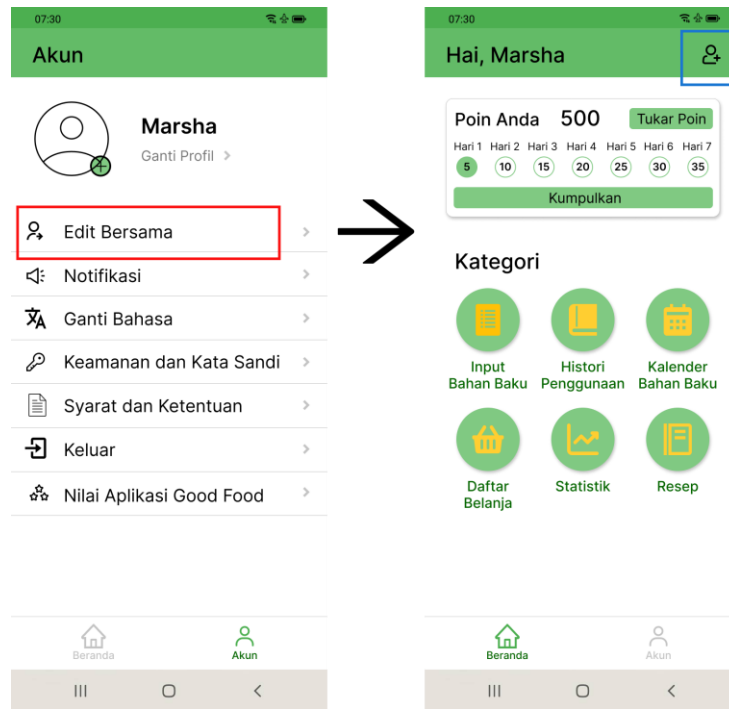 07:30
Akun
Marsha
Ganti Profil
Edit Bersama
Notifikasi
Ganti Bahasa
Keamanan dan Kata Sandi
Syarat dan Ketentuan
Keluar
Nilai Aplikasi Good Food
Beranda
Akun
07:30
Hai, Marsha
Poin Anda 500 Tukar Poin
Hari 1 Hari 2 Hari 3 Hari 4 Hari 5 Hari 6 Hari 7
5 10 15 20 25 30 35
Kumpulkan
Kategori
Input Histori Kalender
Bahan Baku Penggunaan Bahan Baku
Daftar Statistik Resep
Belanja
Beranda
Akun